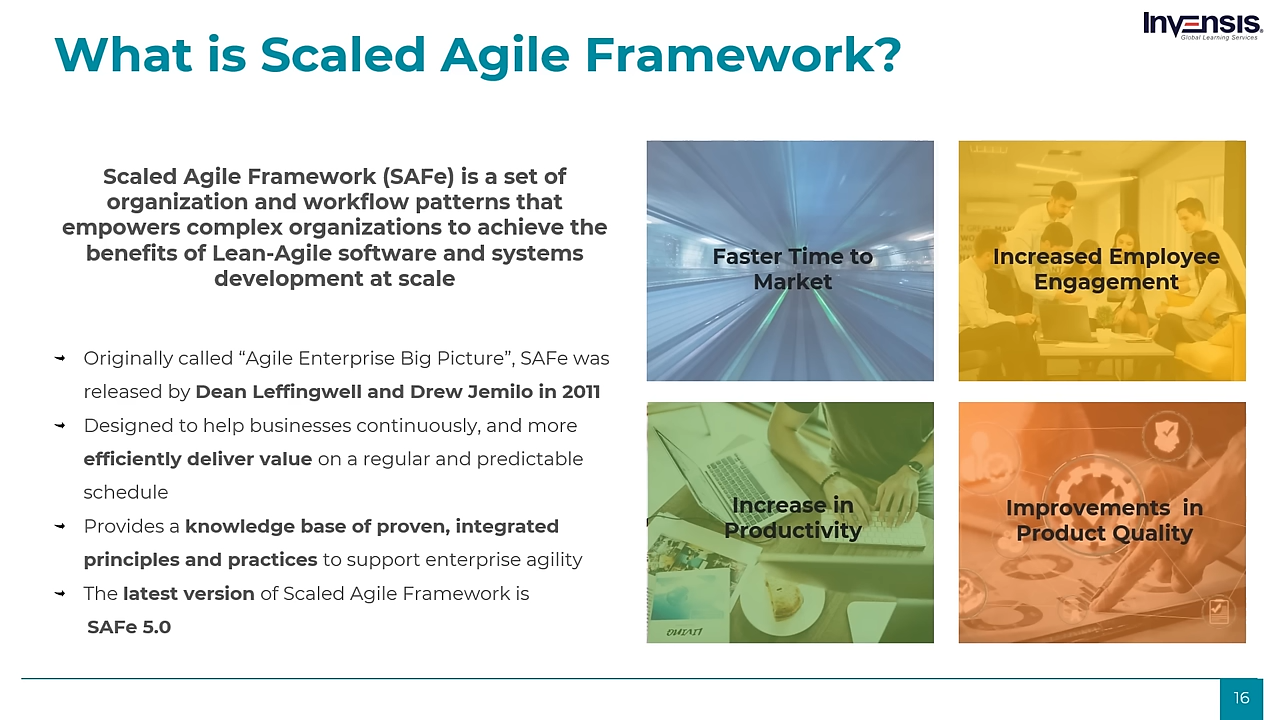 Invensis®
Global Learning Services
What is Scaled Agile Framework?
Scaled Agile Framework (SAFe) is a set of
organization and workflow patterns that
empowers complex organizations to achieve the
benefits of Lean-Agile software and systems
development at scale
Originally called “Agile Enterprise Big Picture”, SAFe was
released by Dean Leffingwell and Drew Jemilo in 2011
Designed to help businesses continuously, and more
efficiently deliver value on a regular and predictable
schedule
Provides a knowledge base of proven, integrated
principles and practices to support enterprise agility
The latest version of Scaled Agile Framework is
SAFe 5.0
Faster Time to
Market
Increased Employee
Engagement
Increase in
Productivity
Improvements  in
Product Quality
16